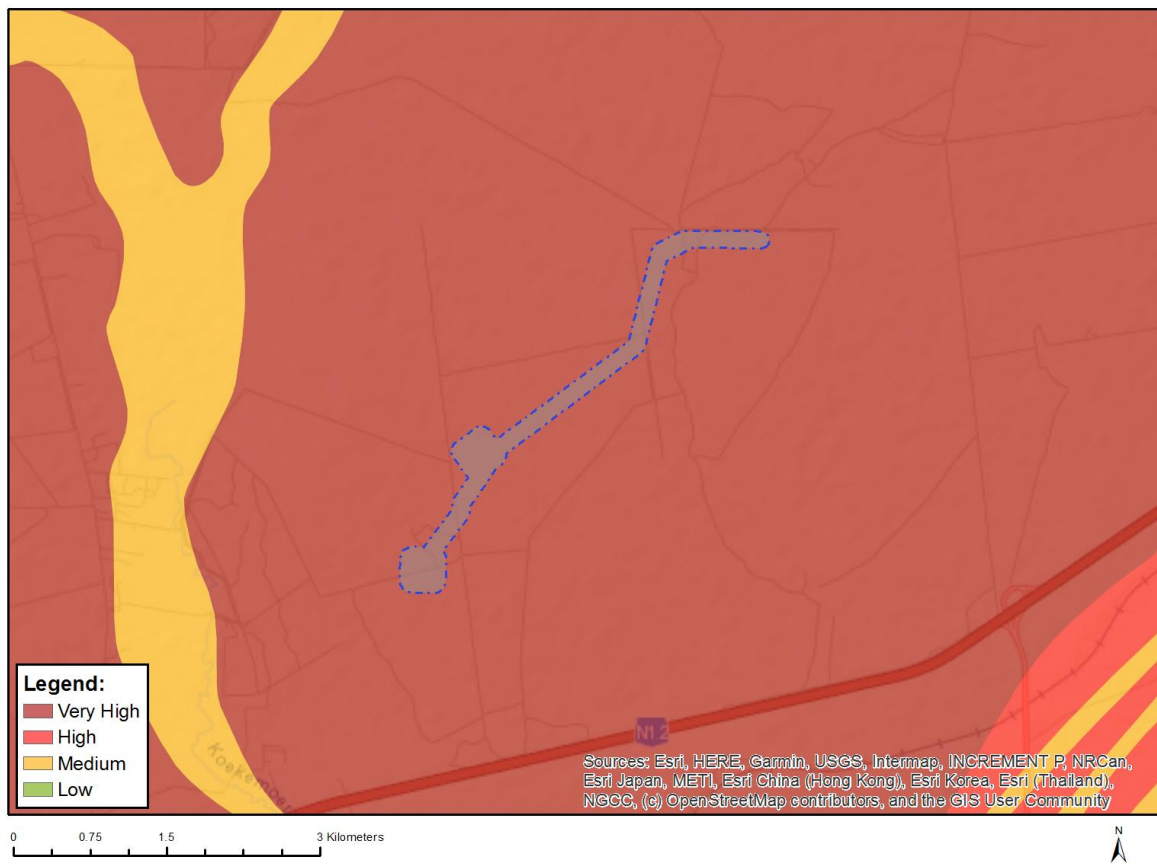 Legend:
Very High
High
Medium
Low
N12
Koekemoer
Sources: Esri, HERE, Garmin, USGS, Intermap, INCREMENT P, NRCan,
Esri Japan, METI, Esri China (Hong Kong), Esri Korea, Esri (Thailand),
NGCC, (c) OpenStreetMap contributors, and the GIS User Community
0 0.75 1.5 3 Kilometers
N